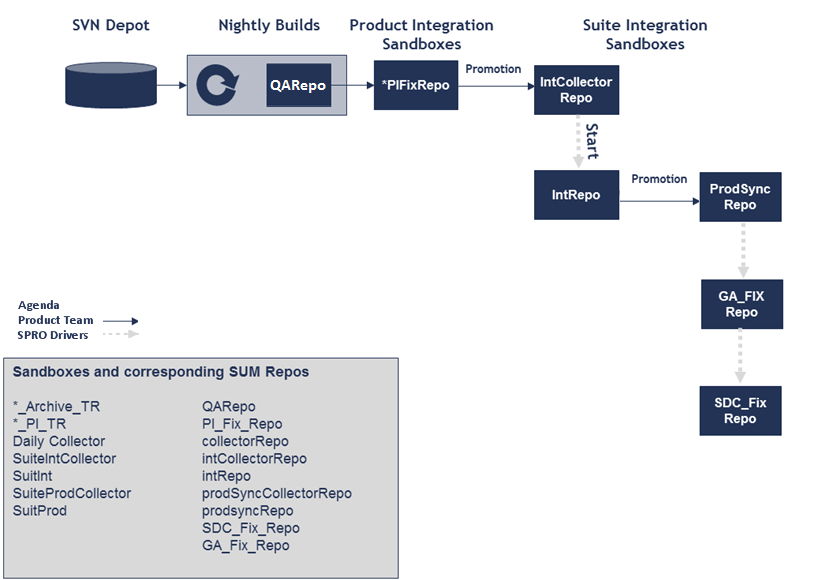 SVN Depot
Nightly Builds
Product Integration
Sandboxes
Suite Integration
Sandboxes
QARepo
*PIFixRepo
Promotion
IntCollector
Repo
Start
IntRepo
Promotion
ProdSync
Repo
GA_FIX
Repo
SDC_Fix
Repo
Agenda
Product Team
SPRO Drivers
Sandboxes and corresponding SUM Repos
*_Archive_TR QARepo
*_PI_TR PI_Fix_Repo
Daily Collector collectorRepo
SuiteIntCollector intCollectorRepo
SuitInt intRepo
SuiteProdCollector prodSyncCollectorRepo
SuitProd prodsyncRepo
SDC_Fix_Repo
GA_Fix_Repo